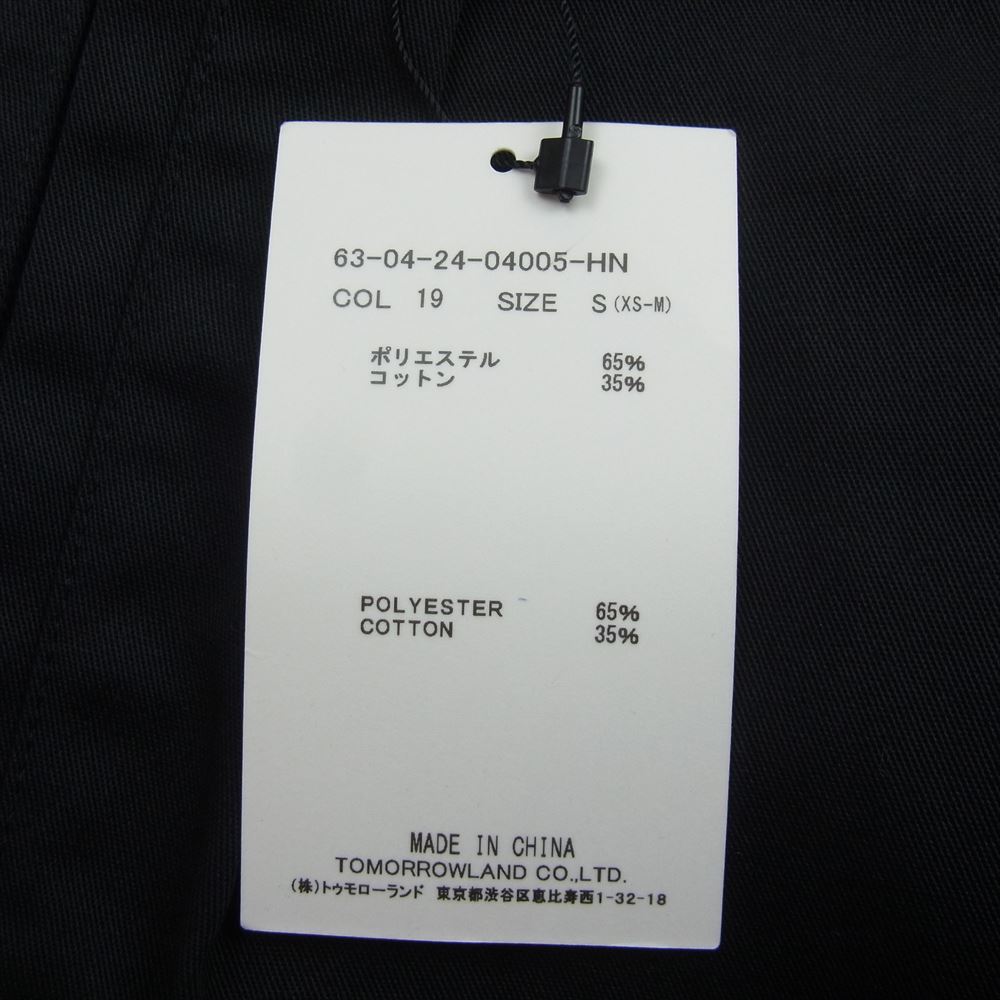 63-04-24-04005-HN
COL 19 SIZE S (XS-M)
ポリエステル 65%
コットン 35%
POLYESTER 65%
COTTON 35%
MADE IN CHINA
TOMORROWLAND CO.,LTD.
(株)トゥモローランド 東京都渋谷区恵比寿西1-32-18